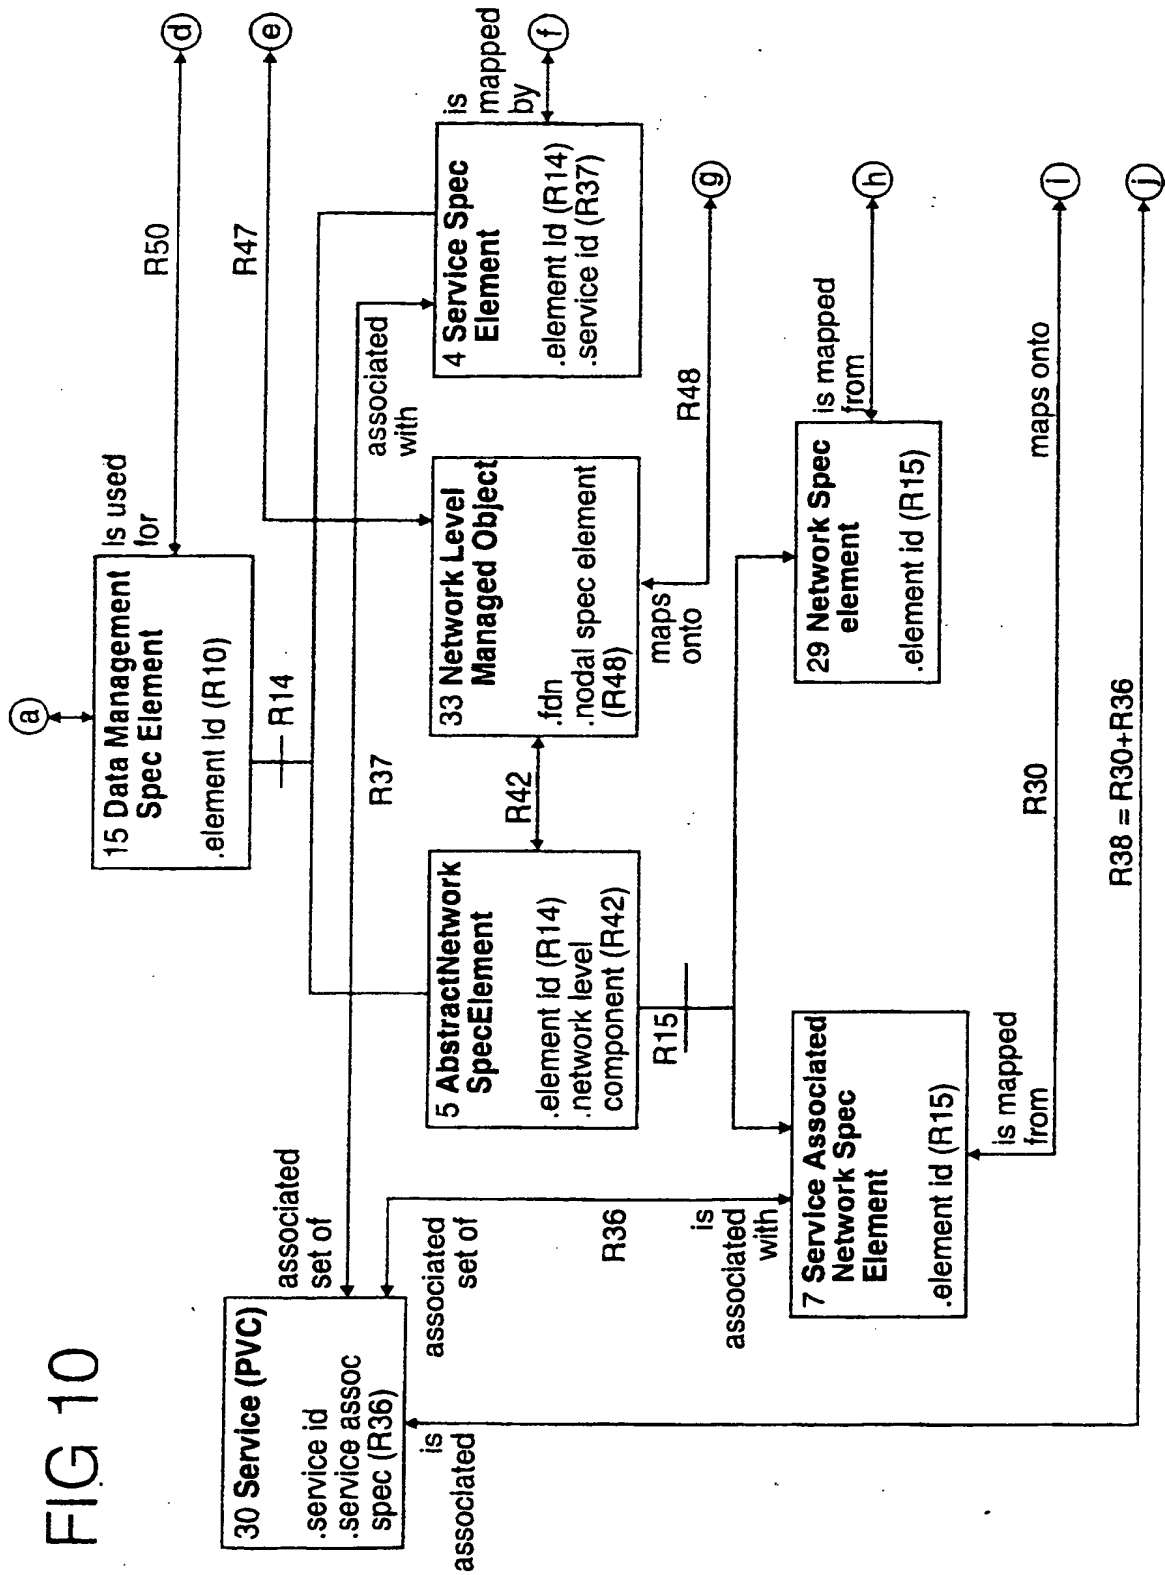 FIG 10
a
15 Data Management
Spec Element
.element id (R10)
Is used
for
R50
d
R14
R47
e
30 Service (PVC)
.service id
.service assoc
spec (R36)
associated
set of
R37
associated
with
4 Service Spec
Element
.element id (R14)
.service id (R37)
is
mapped
by
f
5 AbstractNetwork
SpecElement
.element id (R14)
.network level
component (R42)
R42
33 Network Level
Managed Object
.fdn
.nodal spec element
(R48)
maps
onto
R48
g
is
associated
associated
set of
R36
is
associated
with
R15
7 Service Associated
Network Spec
Element
.element id (R15)
29 Network Spec
element
.element id (R15)
is mapped
from
h
is mapped
from
R30
maps onto
i
R38 = R30+R36
j